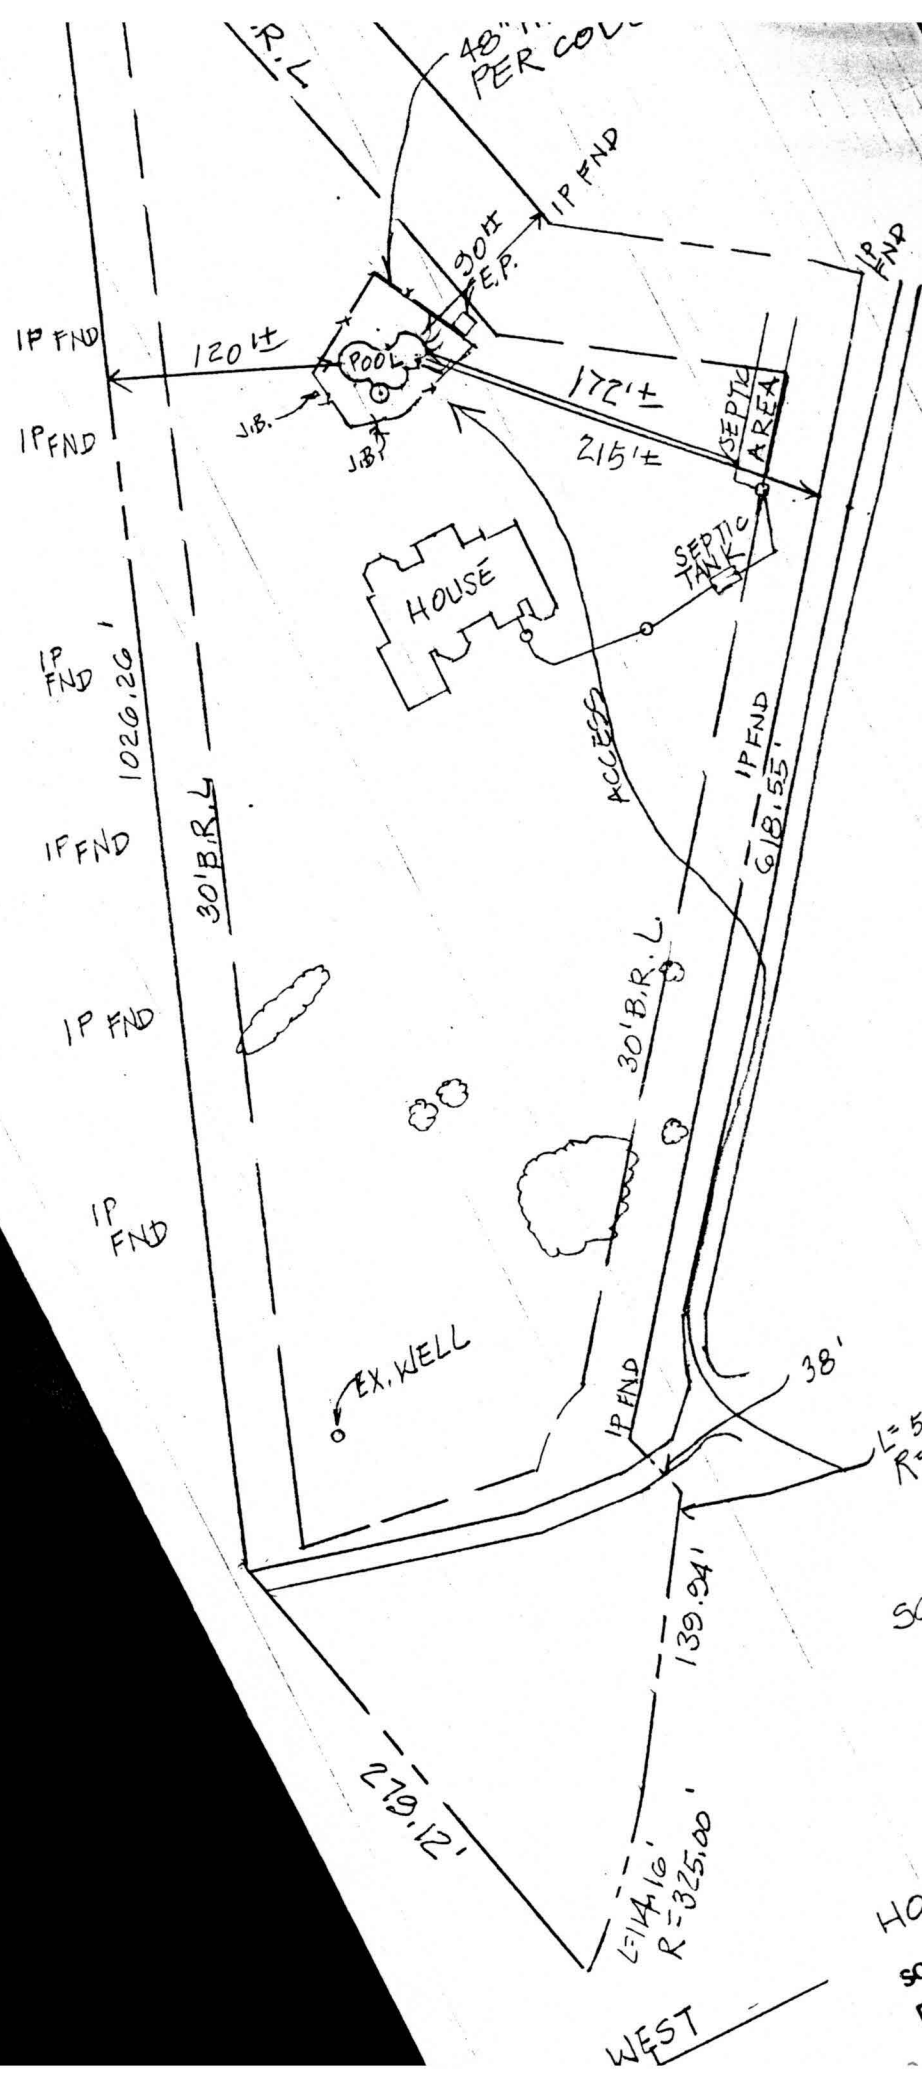 R.L
48"
PER
IP FND
90'±
E.P.
IP
FND
IP FND
120'±
POOL
172'±
SEPTIC
AREA
J.B.
J.B.
IP FND
215'±
SEPTIC
TANK
HOUSE
IP
FND
1026.26'
ACCESS
IP FND
618.55'
IP FND
30'B.R.L
30'B.R.L.
IP FND
IP
FND
EX. WELL
38'
IP FND
L=5
R=
139.94'
L=114.16'
R=325.00'
WEST